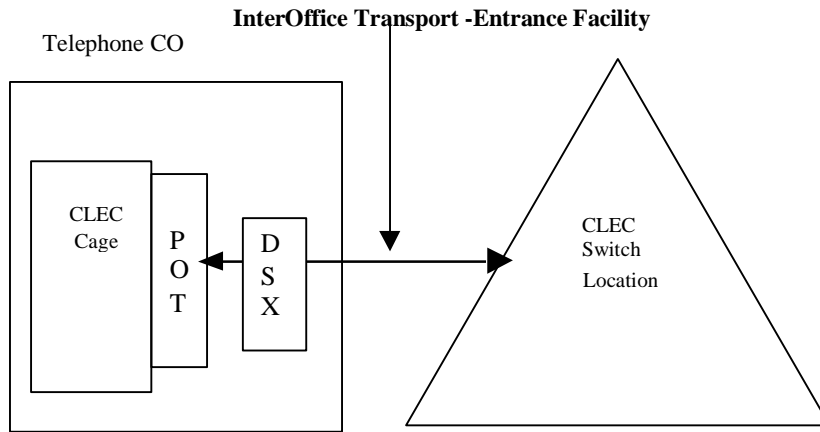 InterOffice Transport -Entrance Facility
Telephone CO
CLEC
Cage
P
O
T
D
S
X
CLEC
Switch
Location